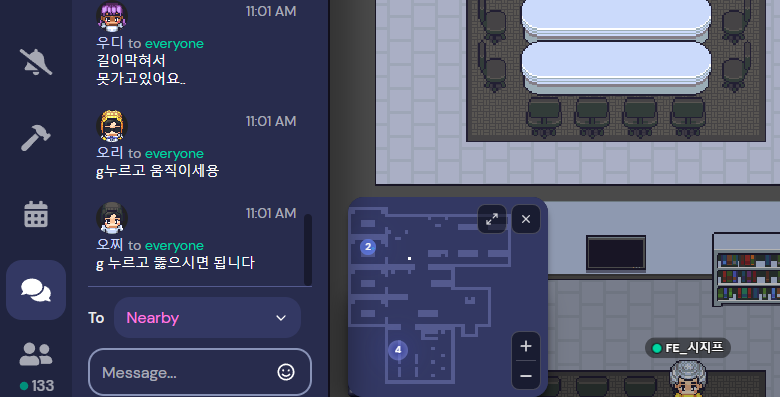 11:01 AM
우디 to everyone
길이막혀서
못가고있어요..
11:01 AM
오리 to everyone
g누르고 움직이세용
11:01 AM
오찌 to everyone
g 누르고 뚫으시면 됩니다
To Nearby
Message...
133
2
4
FE_시지프